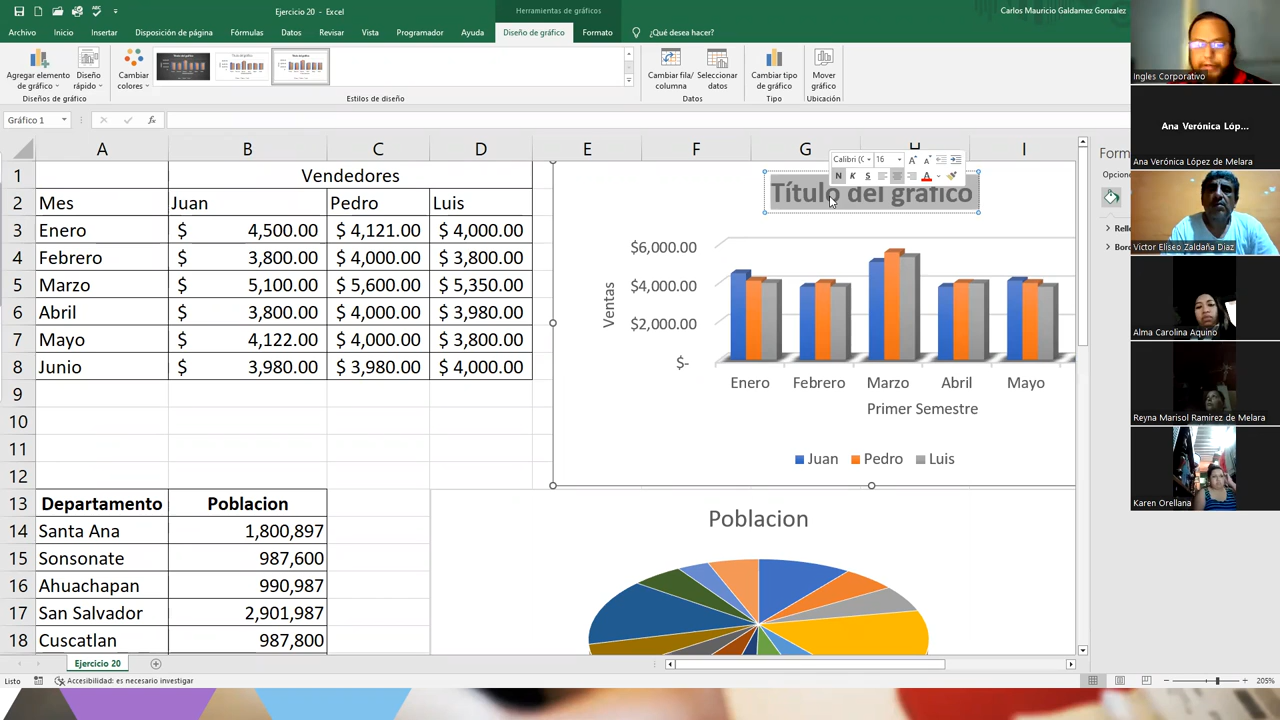 Ejercicio 20 - Excel
Herramientas de gráficos
Carlos Mauricio Galdamez Gonzalez
Archivo Inicio Insertar Disposición de página Fórmulas Datos Revisar Vista Programador Ayuda Diseño de gráfico Formato ¿Qué desea hacer?
Agregar elemento de gráfico
Diseño rápido
Cambiar colores
Cambiar fila/columna
Seleccionar datos
Cambiar tipo de gráfico
Mover gráfico
Diseños de gráfico Estilos de diseño Datos Tipo Ubicación
Gráfico 1
fx
A B C D E F G H I
1 Vendedores
2 Mes Juan Pedro Luis
3 Enero $ 4,500.00 $ 4,121.00 $ 4,000.00
4 Febrero $ 3,800.00 $ 4,000.00 $ 3,800.00
5 Marzo $ 5,100.00 $ 5,600.00 $ 5,350.00
6 Abril $ 3,800.00 $ 4,000.00 $ 3,980.00
7 Mayo $ 4,122.00 $ 4,000.00 $ 3,800.00
8 Junio $ 3,980.00 $ 3,980.00 $ 4,000.00
9
10
11
12
13 Departamento Poblacion
14 Santa Ana 1,800,897
15 Sonsonate 987,600
16 Ahuachapan 990,987
17 San Salvador 2,901,987
18 Cuscatlan 987,800
Calibri (C 16
N K S
Título del gráfico
$6,000.00
$4,000.00
$2,000.00
$-
Ventas
Enero Febrero Marzo Abril Mayo
Primer Semestre
Juan Pedro Luis
Poblacion
Form
Opcione
Relle
Bord
Ingles Corporativo
Ana Verónica Lóp...
Ana Verónica López de Melara
Victor Eliseo Zaldaña Diaz
Alma Carolina Aquino
Reyna Marisol Ramírez de Melara
Karen Orellana
Ejercicio 20
Listo
Accesibilidad: es necesario investigar
205%